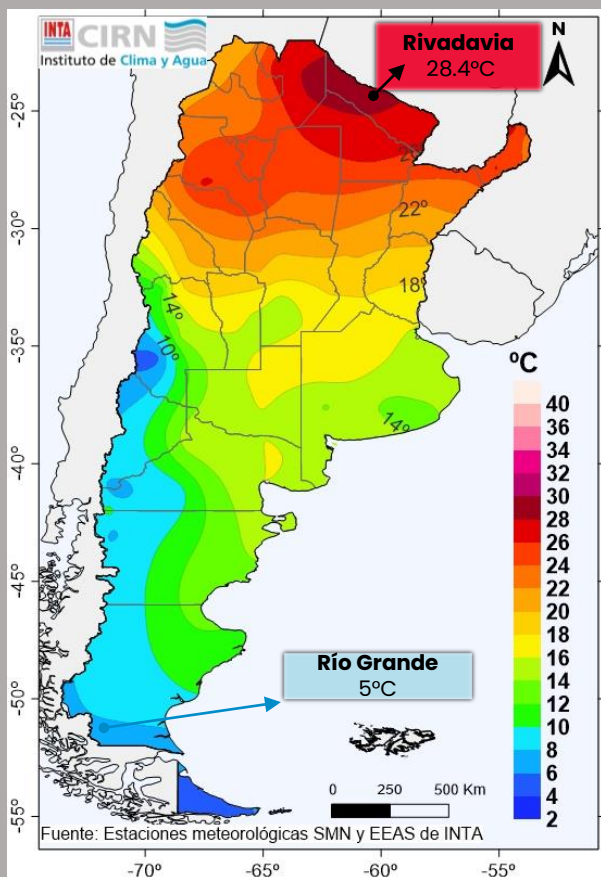 INTA
CIRN
Instituto de Clima y Agua
Rivadavia
28.4ºC
N
-25°
-30°
-35°
-40°
-45°
-50°
-55°
22°
18°
14°
10°
14°
ºC
40
36
34
32
30
28
26
24
22
20
18
16
14
12
10
8
6
4
2
Río Grande
5ºC
0 250 500 Km
Fuente: Estaciones meteorológicas SMN y EEAS de INTA
-70° -65° -60° -55°